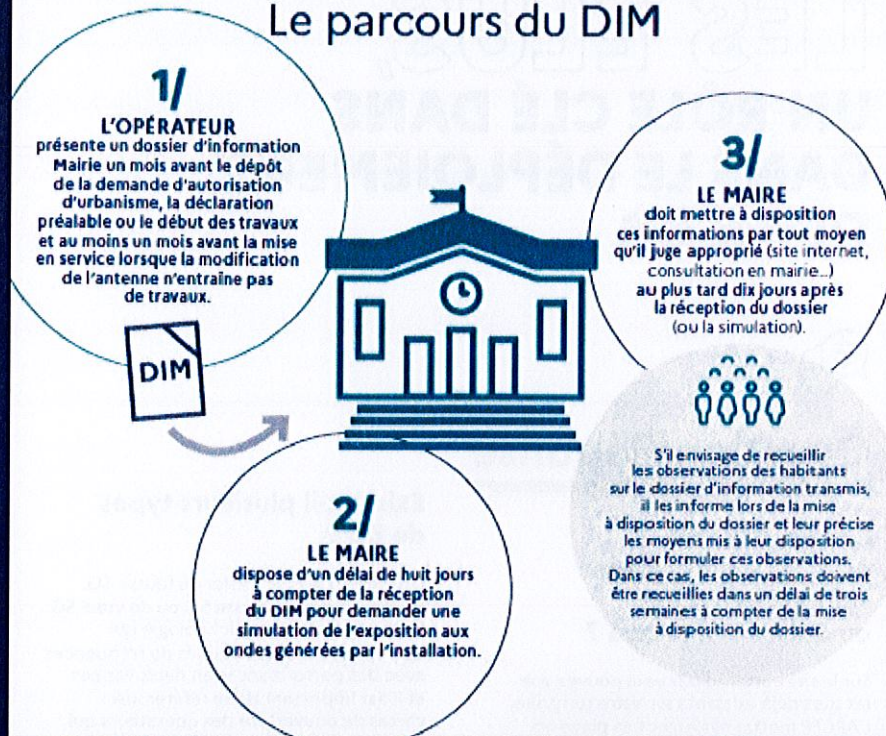 Le parcours du DIM
1/
L'OPÉRATEUR
présente un dossier d'information
Mairie un mois avant le dépôt
de la demande d'autorisation
d'urbanisme, la déclaration
préalable ou le début des travaux
et au moins un mois avant la mise
en service lorsque la modification
de l'antenne n'entraîne pas
de travaux.
DIM
2/
LE MAIRE
dispose d'un délai de huit jours
à compter de la réception
du DIM pour demander une
simulation de l'exposition aux
ondes générées par l'installation.
3/
LE MAIRE
doit mettre à disposition
ces informations par tout moyen
qu'il juge approprié (site internet,
consultation en mairie...)
au plus tard dix jours après
la réception du dossier
(ou la simulation).
S'il envisage de recueillir
les observations des habitants
sur le dossier d'information transmis,
il les informe lors de la mise
à disposition du dossier et leur précise
les moyens mis à leur disposition
pour formuler ces observations.
Dans ce cas, les observations doivent
être recueillies dans un délai de trois
semaines à compter de la mise
à disposition du dossier.